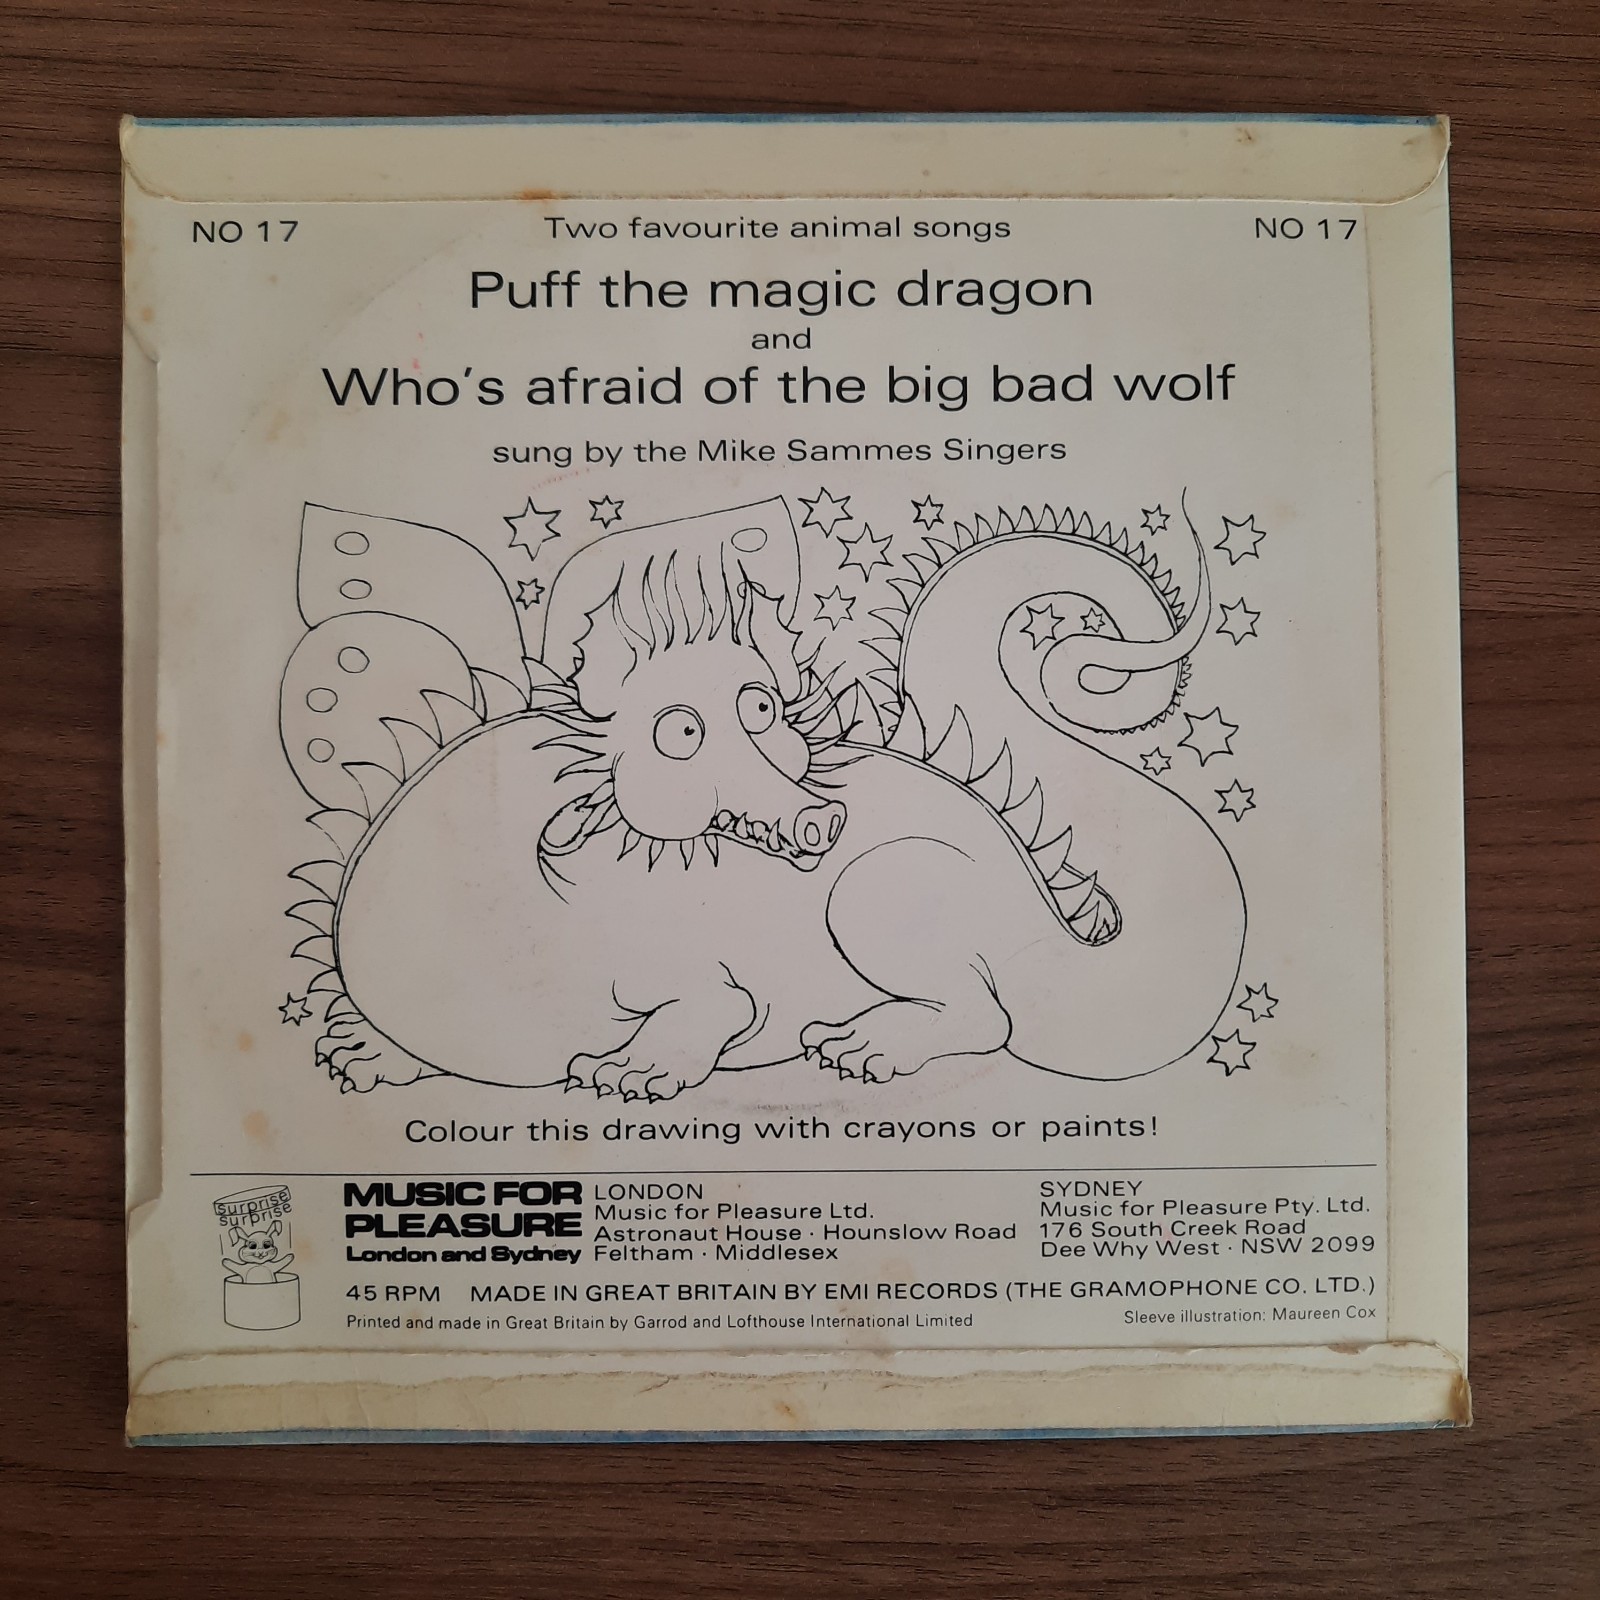 NO 17
Two favourite animal songs
NO 17
Puff the magic dragon
and
Who's afraid of the big bad wolf
sung by the Mike Sammes Singers
Colour this drawing with crayons or paints!
surprise
surprise
MUSIC FOR
PLEASURE
London and Sydney
LONDON
Music for Pleasure Ltd.
Astronaut House · Hounslow Road
Feltham · Middlesex
SYDNEY
Music for Pleasure Pty. Ltd.
176 South Creek Road
Dee Why West · NSW 2099
45 RPM MADE IN GREAT BRITAIN BY EMI RECORDS (THE GRAMOPHONE CO. LTD.)
Printed and made in Great Britain by Garrod and Lofthouse International Limited
Sleeve illustration: Maureen Cox